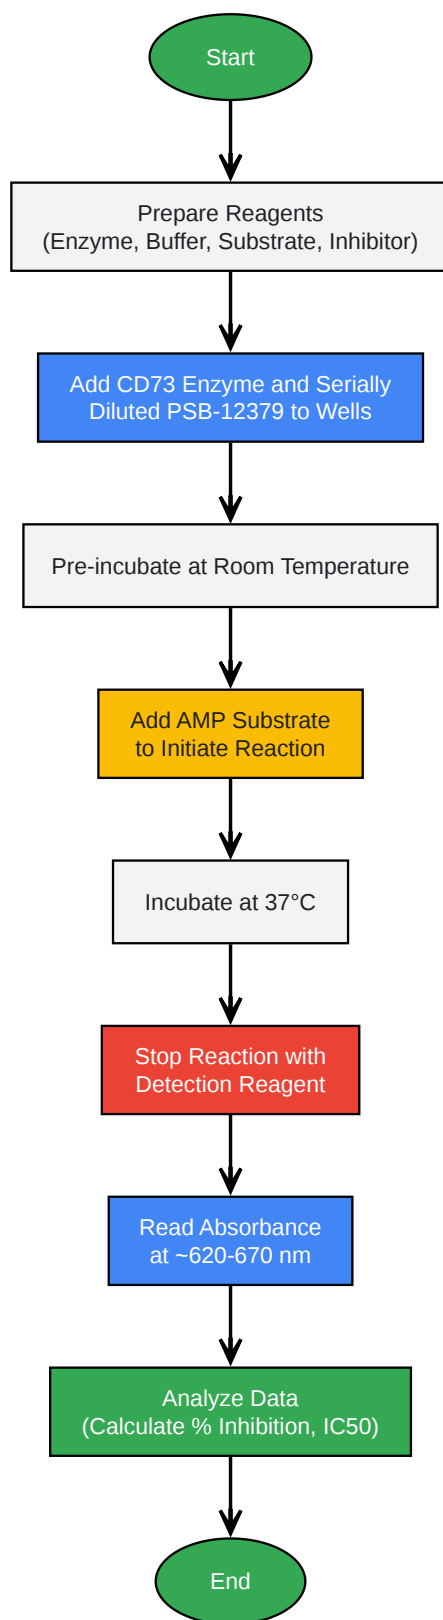 Start
Prepare Reagents
(Enzyme, Buffer, Substrate, Inhibitor)
Add CD73 Enzyme and Serially
Diluted PSB-12379 to Wells
Pre-incubate at Room Temperature
Add AMP Substrate
to Initiate Reaction
Incubate at 37°C
Stop Reaction with
Detection Reagent
Read Absorbance
at ~620-670 nm
Analyze Data
(Calculate % Inhibition, IC50)
End